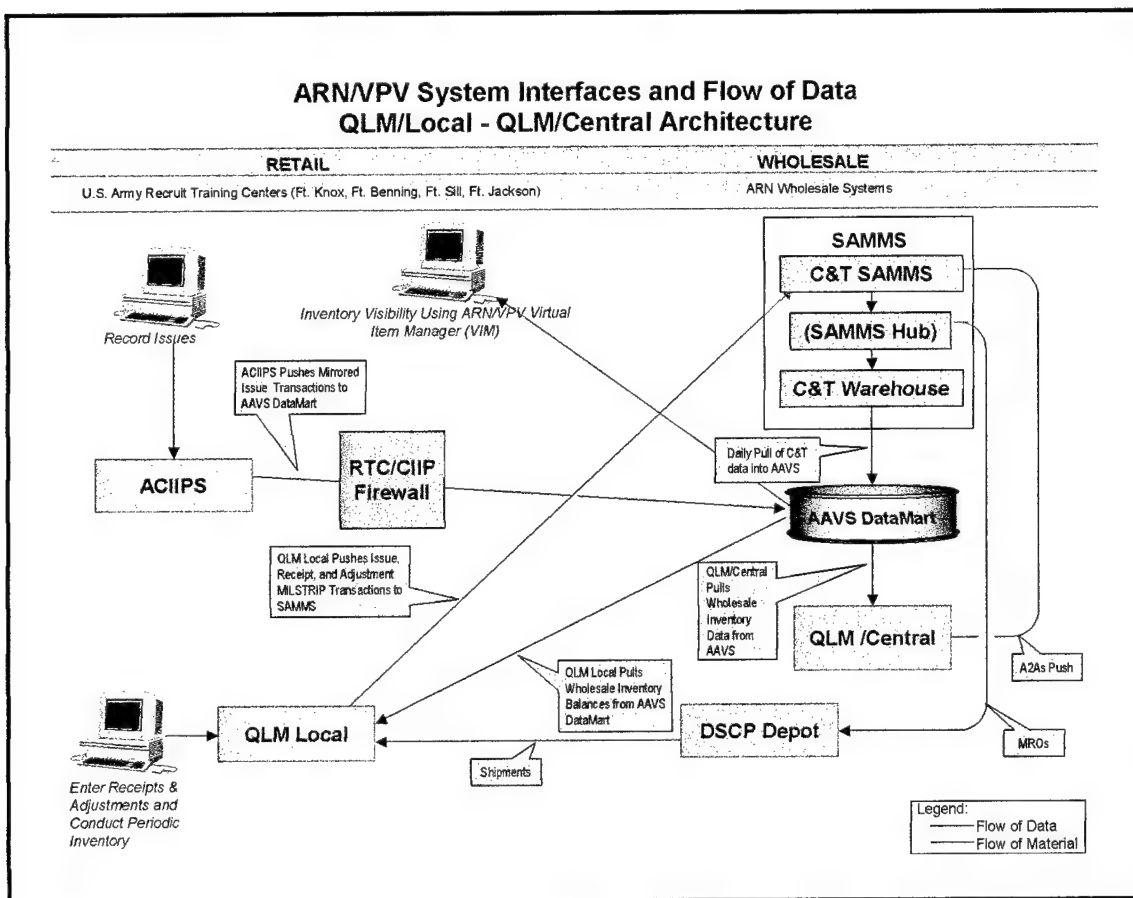 ARN/VPV System Interfaces and Flow of Data
QLM/Local - QLM/Central Architecture
RETAIL
WHOLESALE
U.S. Army Recruit Training Centers (Ft. Knox, Ft. Benning, Ft. Sill, Ft. Jackson)
ARN Wholesale Systems
SAMMS
C&T SAMMS
(SAMMS Hub)
C&T Warehouse
Record Issues
Inventory Visibility Using ARN/VPV Virtual
Item Manager (VIM)
ACIIPS Pushes Mirrored
Issue Transactions to
AAVS DataMart
ACIIPS
RTC/CIIP
Firewall
Daily Pull of C&T
data into AAVS
AAVS DataMart
QLM Local Pushes Issue,
Receipt, and Adjustment
MILSTRIP Transactions to
SAMMS
QLM/Central
Pulls
Wholesale
Inventory
Data from
AAVS
QLM /Central
A2As Push
QLM Local Pulls
Wholesale Inventory
Balances from AAVS
DataMart
QLM Local
DSCP Depot
MROs
Shipments
Enter Receipts &
Adjustments and
Conduct Periodic
Inventory
Legend:
Flow of Data
Flow of Material